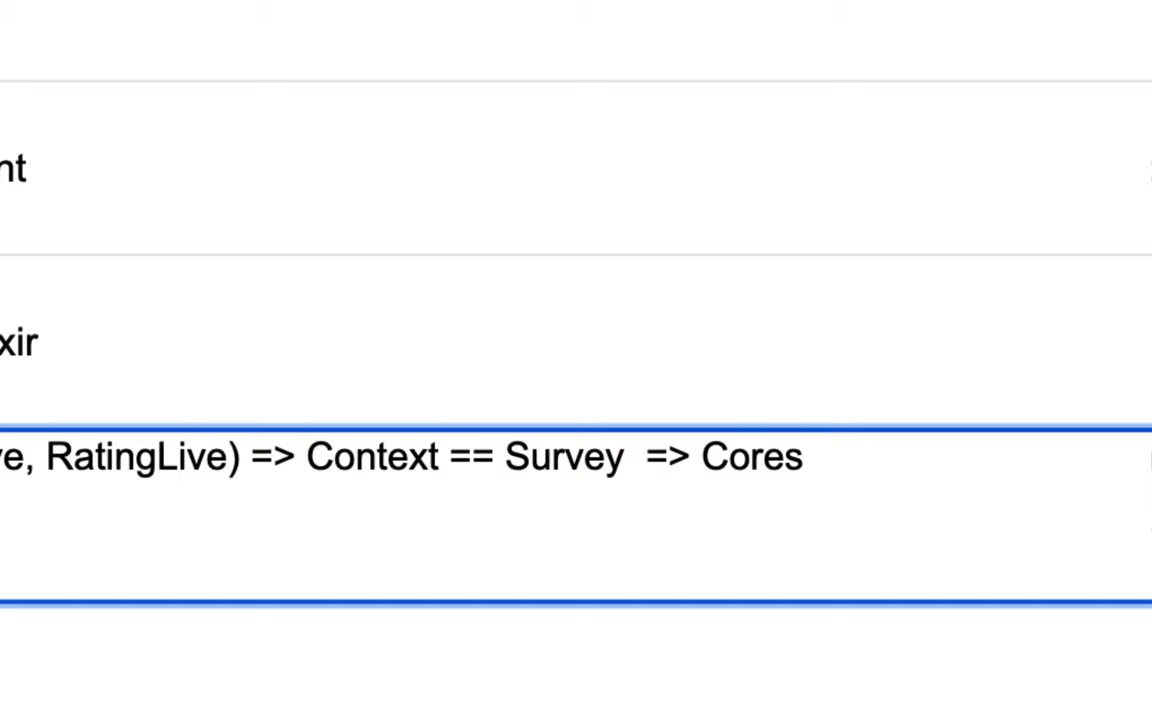 nt
xir
e, RatingLive) => Context == Survey => Cores